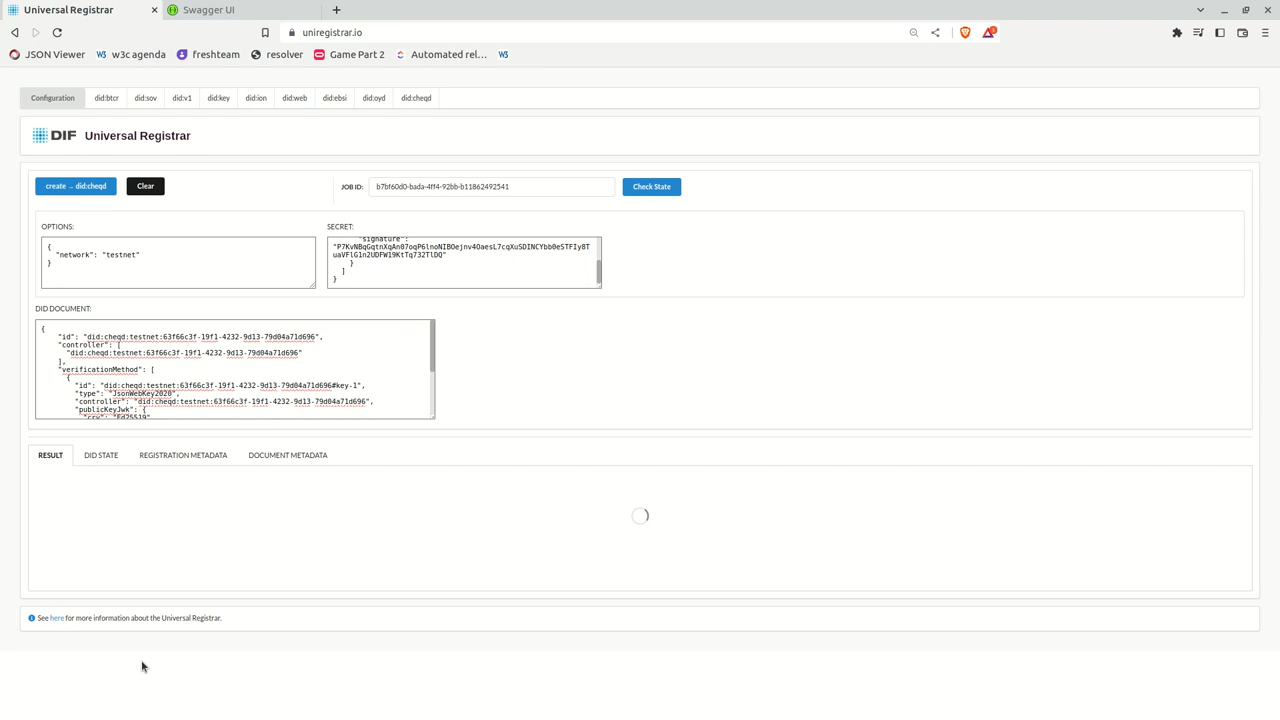 Universal Registrar
Swagger UI
uniregistrar.io
JSON Viewer
w3c agenda
freshteam
resolver
Game Part 2
Automated rel...
Configuration
did:btcr
did:sov
did:v1
did:key
did:ion
did:web
did:ebsi
did:oyd
did:cheqd
DIF Universal Registrar
create → did:cheqd
Clear
JOB ID:
b7bf60d0-bada-4ff4-92bb-b11862492541
Check State
OPTIONS:
{
"network": "testnet"
}
SECRET:
"signature":
"P7KvNBqGqtnXqAn07oqP6lnoNIBOejnv4OaesL7cqXuSDINCYbb0eSTFIy8T
uaVFlG1n2UDFW19KtTq732TlDQ"
}
]
}
DID DOCUMENT:
{
"id": "did:cheqd:testnet:63f66c3f-19f1-4232-9d13-79d04a71d696",
"controller": [
"did:cheqd:testnet:63f66c3f-19f1-4232-9d13-79d04a71d696"
],
"verificationMethod": [
{
"id": "did:cheqd:testnet:63f66c3f-19f1-4232-9d13-79d04a71d696#key-1",
"type": "JsonWebKey2020",
"controller": "did:cheqd:testnet:63f66c3f-19f1-4232-9d13-79d04a71d696",
"publicKeyJwk": {
"crv": "Ed25519",
RESULT
DID STATE
REGISTRATION METADATA
DOCUMENT METADATA
See here for more information about the Universal Registrar.